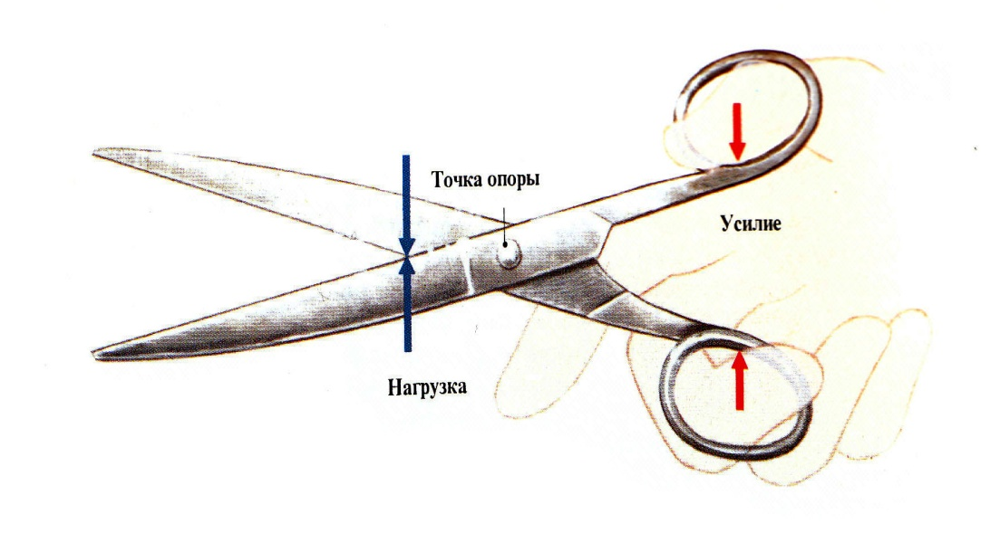 Точка опоры
Усилие
Нагрузка